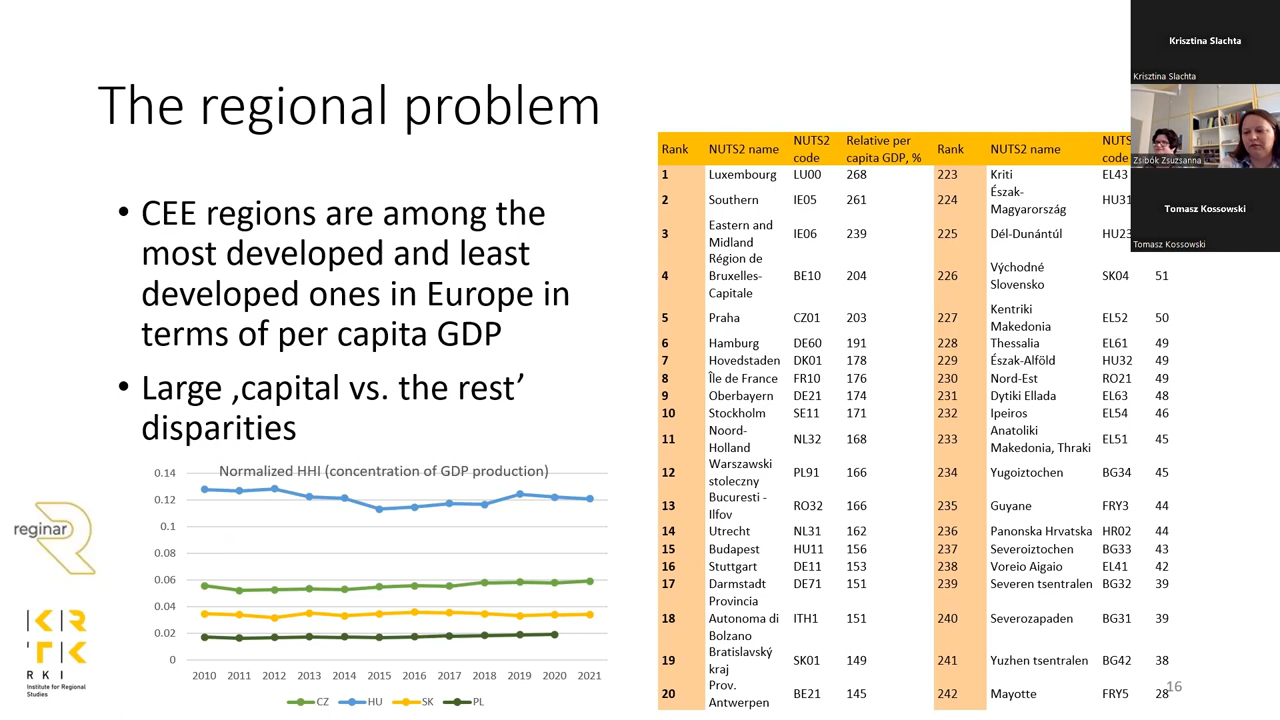 The regional problem
• CEE regions are among the
most developed and least
developed ones in Europe in
terms of per capita GDP
• Large ‚capital vs. the rest’
disparities
Normalized HHI (concentration of GDP production)
0.14
0.12
0.1
0.08
0.06
0.04
0.02
0
2010 2011 2012 2013 2014 2015 2016 2017 2018 2019 2020 2021
CZ HU SK PL
reginar
KR
TK
RKI
Institute for Regional
Studies
Rank NUTS2 name NUTS2 code Relative per capita GDP, % Rank NUTS2 name NUTS code
1 Luxembourg LU00 268 223 Kriti EL43
2 Southern IE05 261 224 Észak-Magyarország HU31
3 Eastern and Midland IE06 239 225 Dél-Dunántúl HU23
4 Région de Bruxelles-Capitale BE10 204 226 Východné Slovensko SK04 51
5 Praha CZ01 203 227 Kentriki Makedonia EL52 50
6 Hamburg DE60 191 228 Thessalia EL61 49
7 Hovedstaden DK01 178 229 Észak-Alföld HU32 49
8 Île de France FR10 176 230 Nord-Est RO21 49
9 Oberbayern DE21 174 231 Dytiki Ellada EL63 48
10 Stockholm SE11 171 232 Ipeiros EL54 46
11 Noord-Holland NL32 168 233 Anatoliki Makedonia, Thraki EL51 45
12 Warszawski stoleczny PL91 166 234 Yugoiztochen BG34 45
13 Bucuresti - Ilfov RO32 166 235 Guyane FRY3 44
14 Utrecht NL31 162 236 Panonska Hrvatska HR02 44
15 Budapest HU11 156 237 Severoiztochen BG33 43
16 Stuttgart DE11 153 238 Voreio Aigaio EL41 42
17 Darmstadt DE71 151 239 Severen tsentralen BG32 39
18 Provincia Autonoma di Bolzano ITH1 151 240 Severozapaden BG31 39
19 Bratislavský kraj SK01 149 241 Yuzhen tsentralen BG42 38
20 Prov. Antwerpen BE21 145 242 Mayotte FRY5 28
16
Krisztina Slachta
Krisztina Slachta
Zsibók Zsuzsanna
Tomasz Kossowski
Tomasz Kossowski